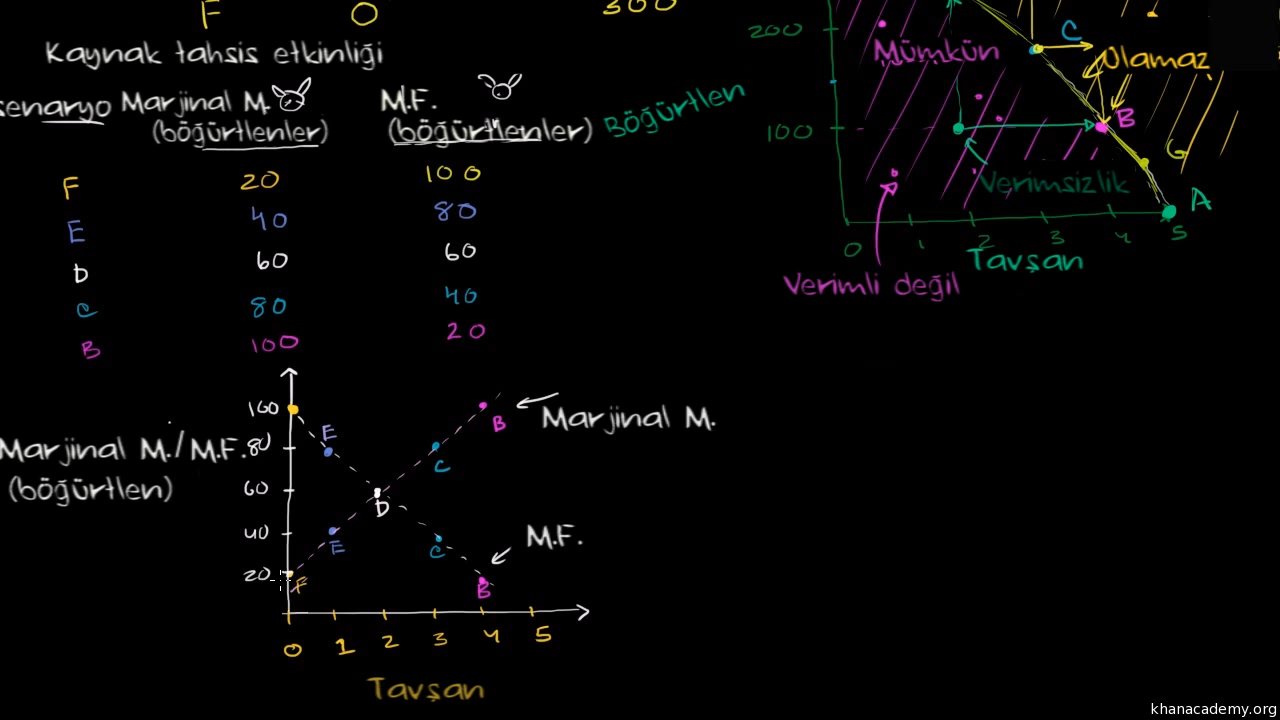 F 0 300
Kaynak tahsis etkinliği
senaryo Marjinal M. M.F.
(böğürtlenler) (böğürtlenler)
F 20 100
E 40 80
D 60 60
C 80 40
B 100 20
Böğürtlen
200
100
Mümkün
C
Olamaz
B
G
Verimsizlik
A
0 1 2 3 4 5
Tavşan
Verimli değil
Marjinal M./M.F.
(böğürtlen)
100
80
60
40
20
E
D
C
B
Marjinal M.
F
E
C
B
M.F.
0 1 2 3 4 5
Tavşan
khanacademy.org